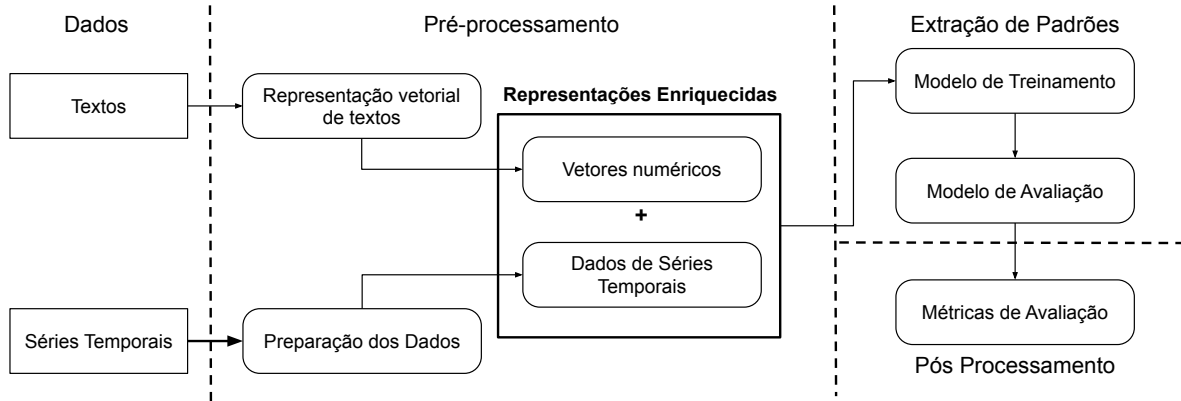 Dados
Pré-processamento
Extração de Padrões
Textos
Representação vetorial
de textos
Representações Enriquecidas
Vetores numéricos
+
Dados de Séries
Temporais
Séries Temporais
Preparação dos Dados
Modelo de Treinamento
Modelo de Avaliação
Métricas de Avaliação
Pós Processamento